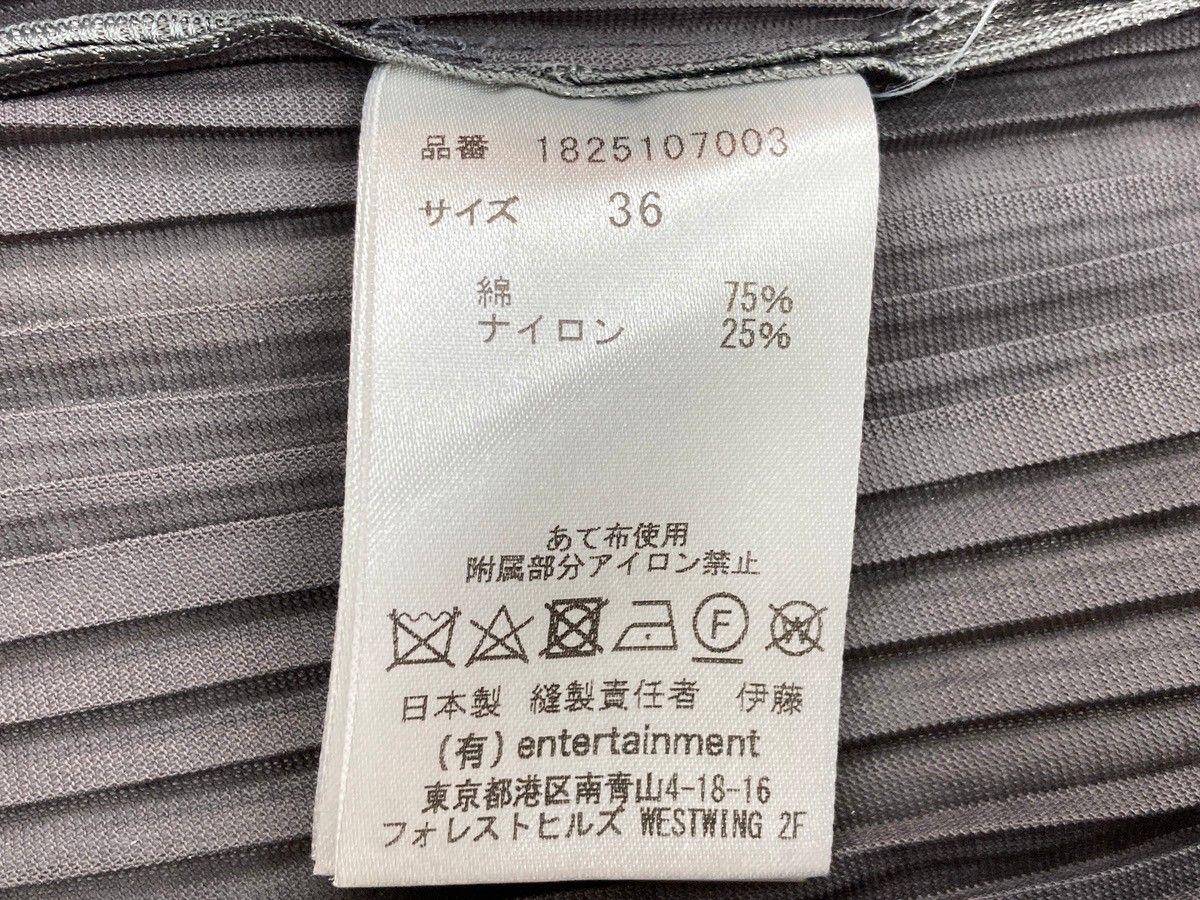 品番 1825107003
サイズ 36
綿 75%
ナイロン 25%
あて布使用
附属部分アイロン禁止
F W
日本製 縫製責任者 伊藤
(有) entertainment
東京都港区南青山4-18-16
フォレストヒルズ WESTWING 2F